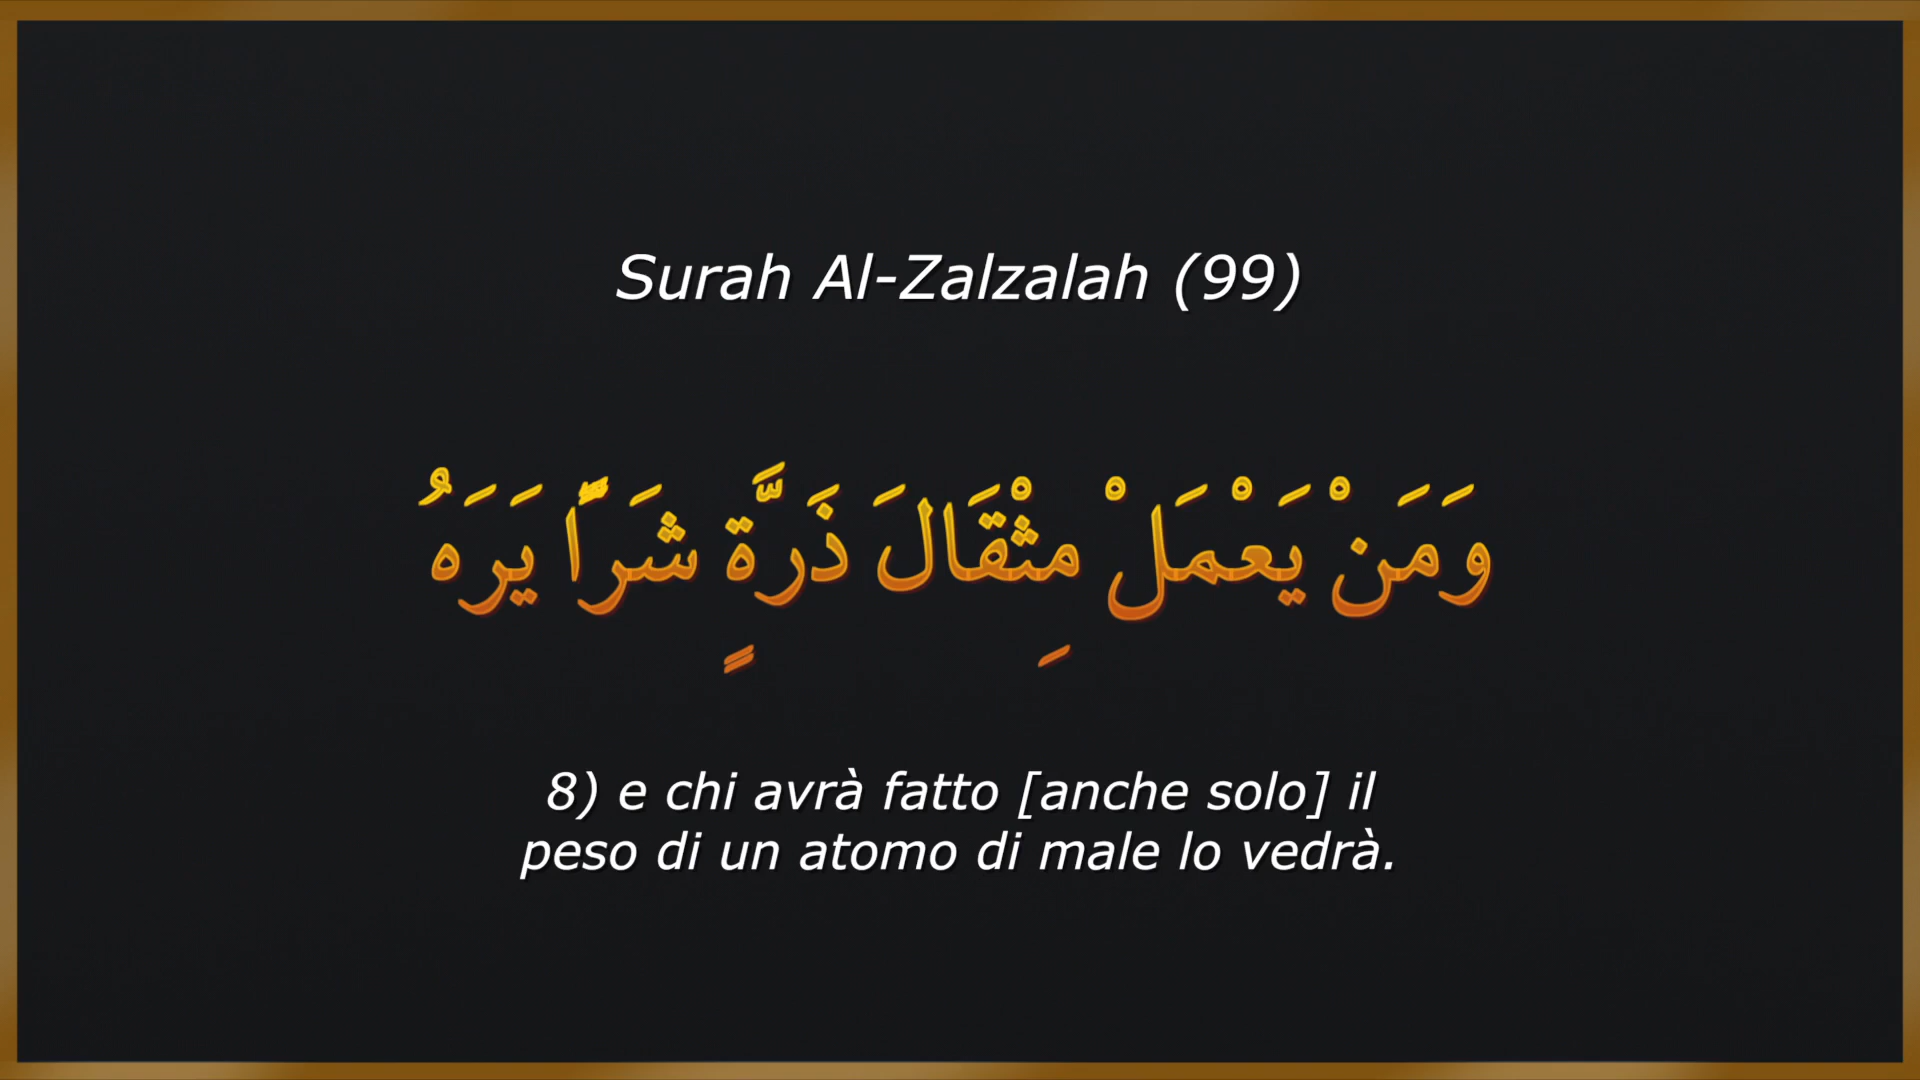 Surah Al-Zalzalah (99)
وَمَنْ يَعْمَلْ مِثْقَالَ ذَرَّةٍ شَرًّا يَرَهُ
8) e chi avrà fatto [anche solo] il
peso di un atomo di male lo vedrà.